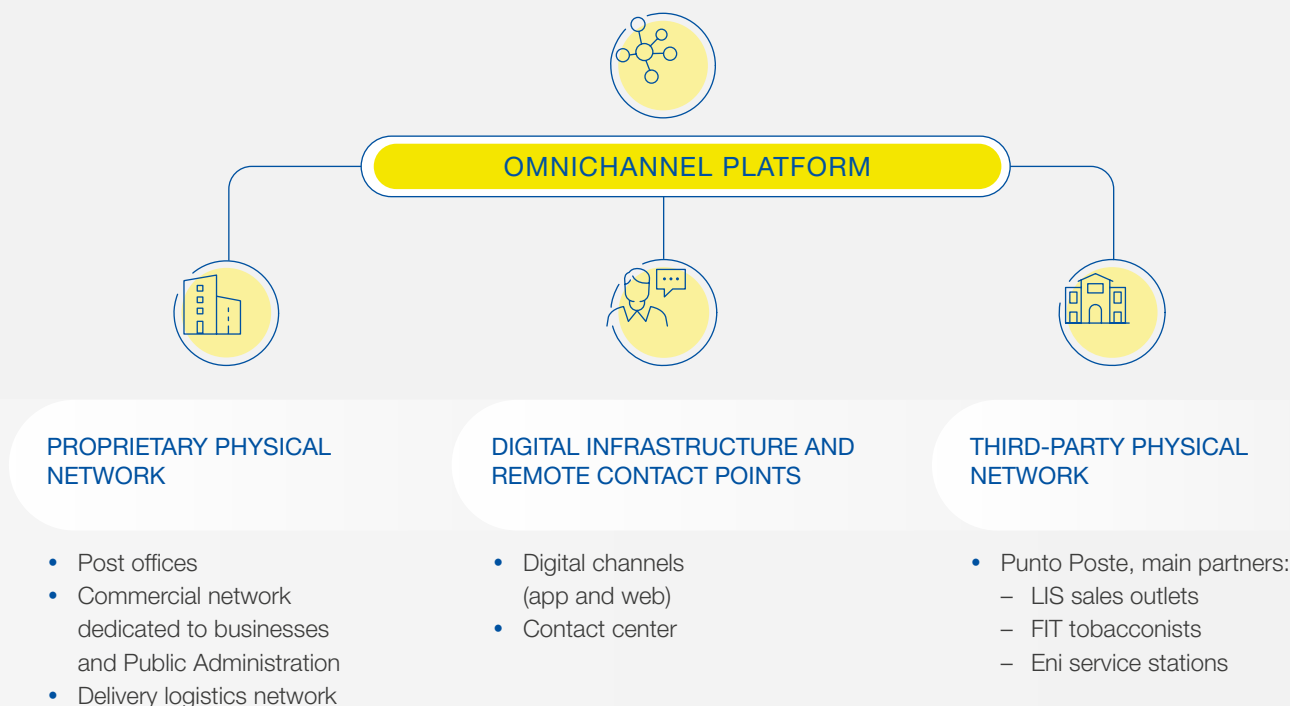 OMNICHANNEL PLATFORM
PROPRIETARY PHYSICAL
NETWORK
• Post offices
• Commercial network
dedicated to businesses
and Public Administration
• Delivery logistics network
DIGITAL INFRASTRUCTURE AND
REMOTE CONTACT POINTS
• Digital channels
(app and web)
• Contact center
THIRD-PARTY PHYSICAL
NETWORK
• Punto Poste, main partners:
– LIS sales outlets
– FIT tobacconists
– Eni service stations